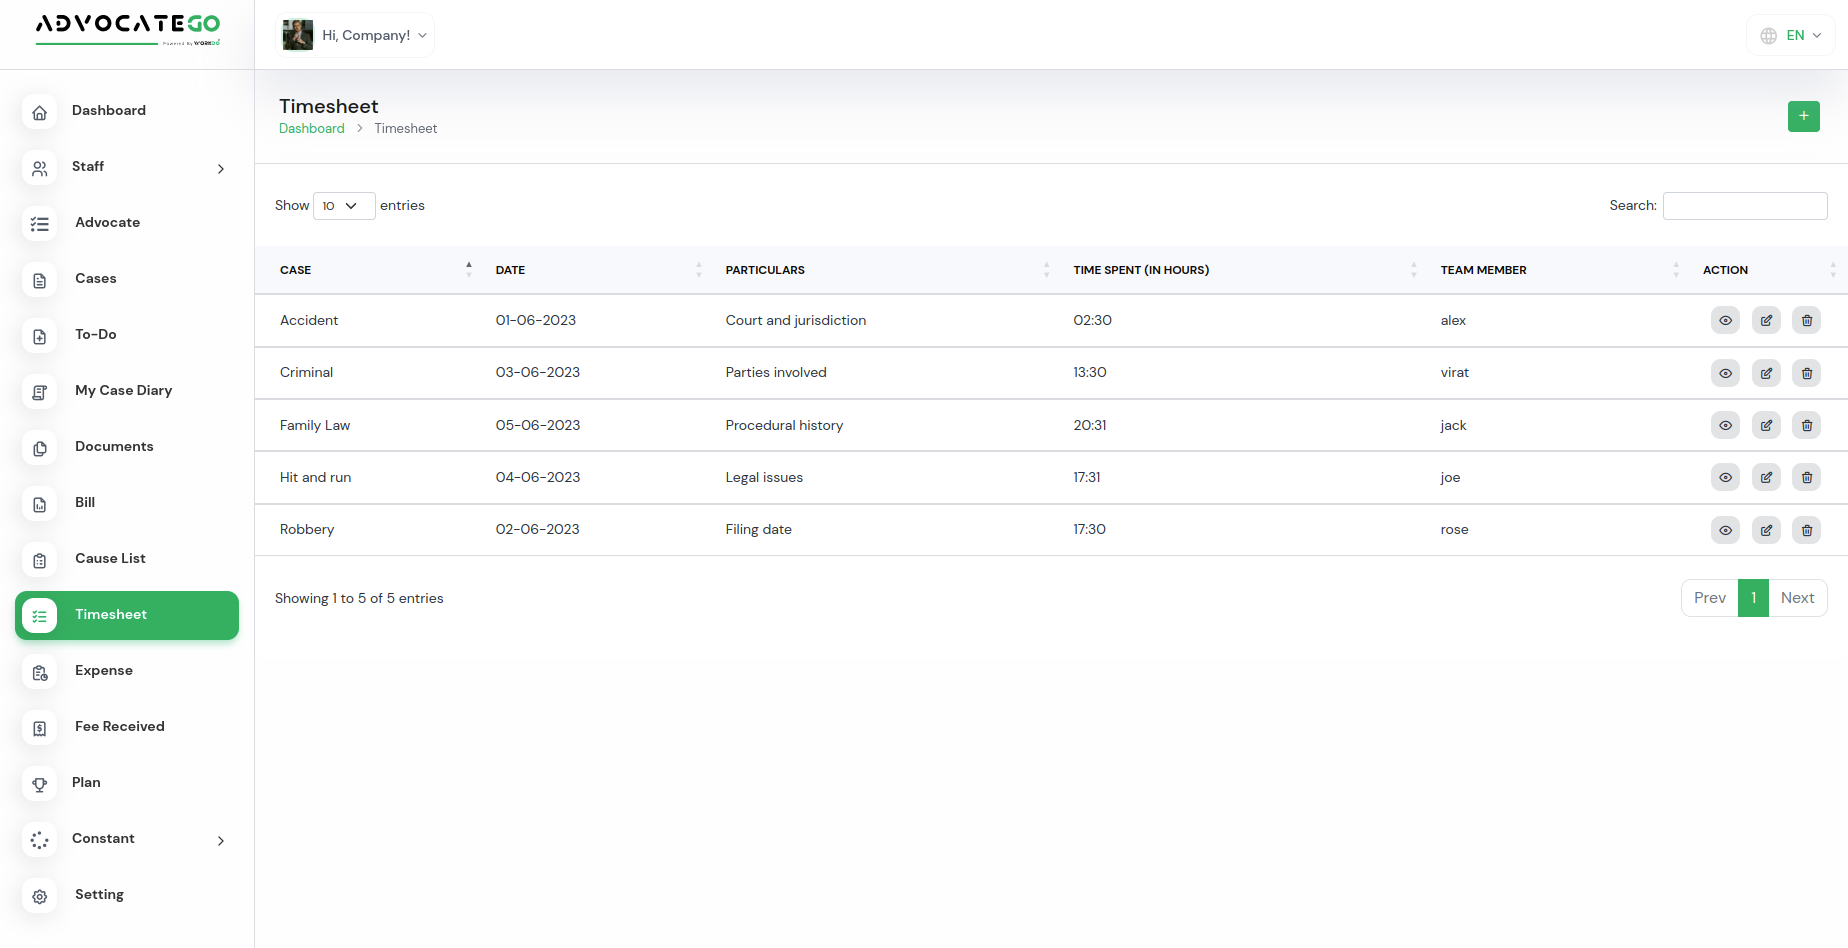 ADVOCATEGO
Powered By WORKDO
Hi, Company!
EN
Dashboard
Staff
Advocate
Cases
To-Do
My Case Diary
Documents
Bill
Cause List
Timesheet
Expense
Fee Received
Plan
Constant
Setting
Timesheet
Dashboard > Timesheet
+
Show 10 entries
Search:
CASE DATE PARTICULARS TIME SPENT (IN HOURS) TEAM MEMBER ACTION
Accident 01-06-2023 Court and jurisdiction 02:30 alex
Criminal 03-06-2023 Parties involved 13:30 virat
Family Law 05-06-2023 Procedural history 20:31 jack
Hit and run 04-06-2023 Legal issues 17:31 joe
Robbery 02-06-2023 Filing date 17:30 rose
Showing 1 to 5 of 5 entries
Prev 1 Next